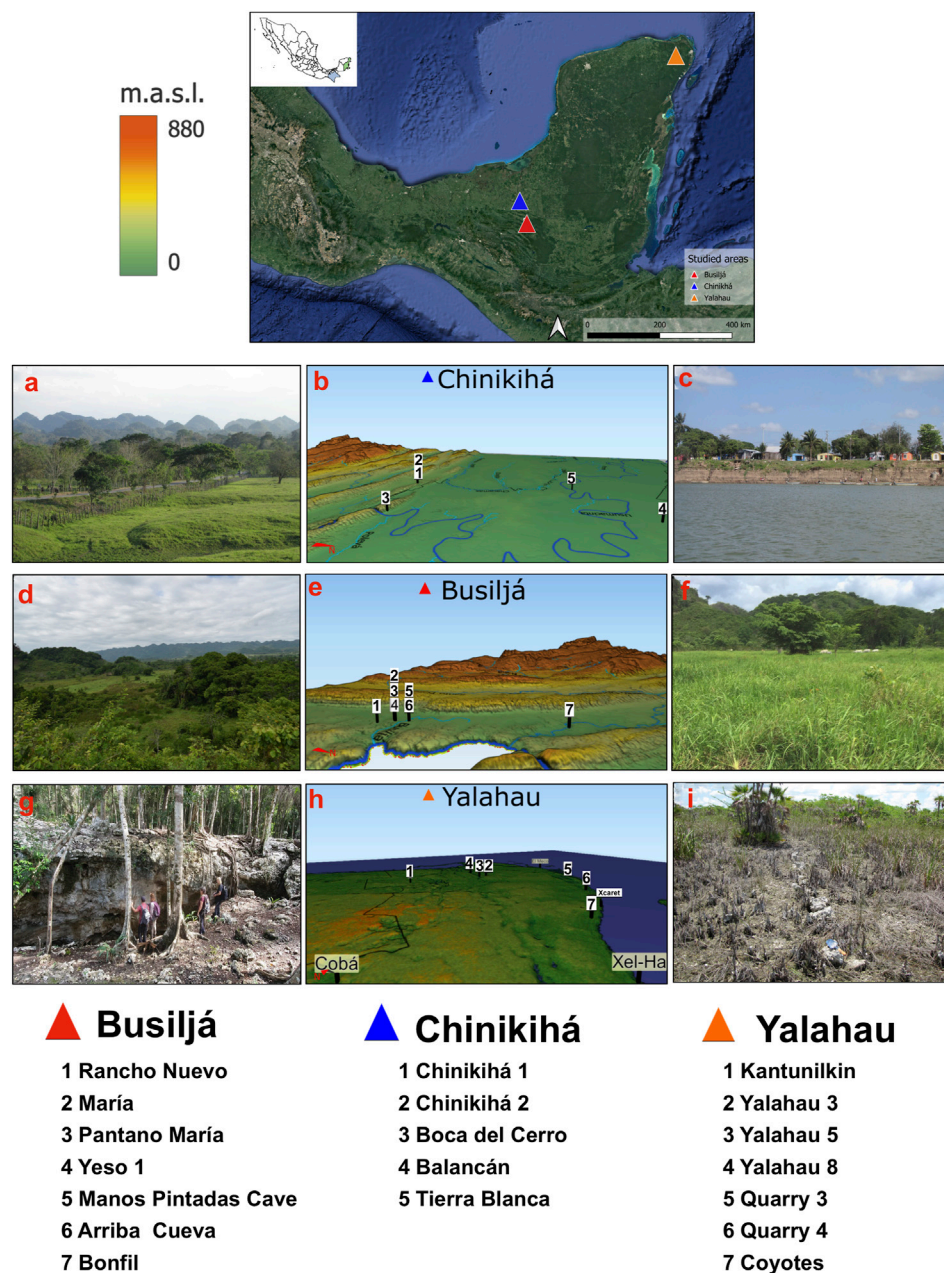 m.a.s.l.
880
0
Studied areas
Busiljá
Chinikhá
Yalahau
0 200 400 km
a
b
Chinikihá
2
1
3
5
4
N
c
d
e
Busiljá
2
3 5
1 4 6
7
f
g
h
Yalahau
1
4 32
5
6
7
Xcaret
Cobá
Xel-Ha
i
Busiljá
1 Rancho Nuevo
2 María
3 Pantano María
4 Yeso 1
5 Manos Pintadas Cave
6 Arriba Cueva
7 Bonfil
Chinikihá
1 Chinikihá 1
2 Chinikihá 2
3 Boca del Cerro
4 Balancán
5 Tierra Blanca
Yalahau
1 Kantunilkin
2 Yalahau 3
3 Yalahau 5
4 Yalahau 8
5 Quarry 3
6 Quarry 4
7 Coyotes